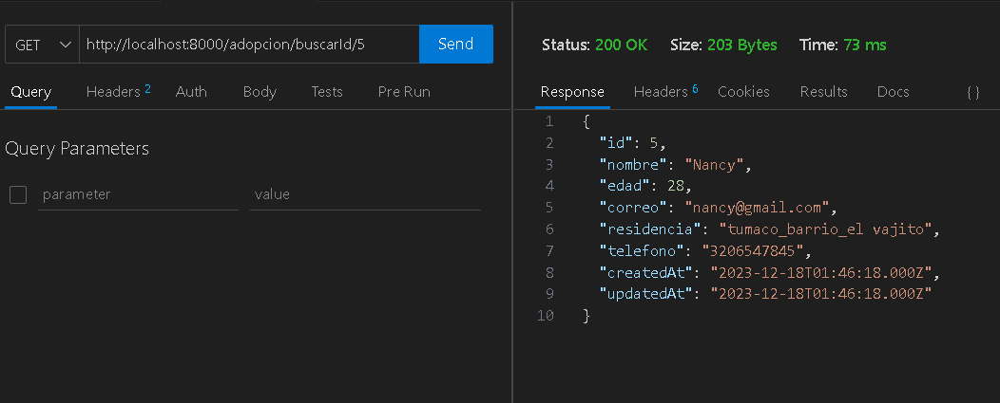 GET http://localhost:8000/adopcion/buscarId/5 Send
Query Headers 2 Auth Body Tests Pre Run
Query Parameters
parameter value
Status: 200 OK Size: 203 Bytes Time: 73 ms
Response Headers 6 Cookies Results Docs {}
1 {
2 "id": 5,
3 "nombre": "Nancy",
4 "edad": 28,
5 "correo": "nancy@gmail.com",
6 "residencia": "tumaco_barrio_el vajito",
7 "telefono": "3206547845",
8 "createdAt": "2023-12-18T01:46:18.000Z",
9 "updatedAt": "2023-12-18T01:46:18.000Z"
10 }